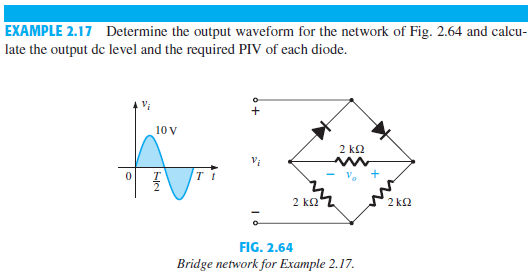 EXAMPLE 2.17 Determine the output waveform for the network of Fig. 2.64 and calcu-
late the output dc level and the required PIV of each diode.
vi
10 V
0
T
2
T
t
+
vi
–
2 kΩ
– vo +
2 kΩ
2 kΩ
FIG. 2.64
Bridge network for Example 2.17.